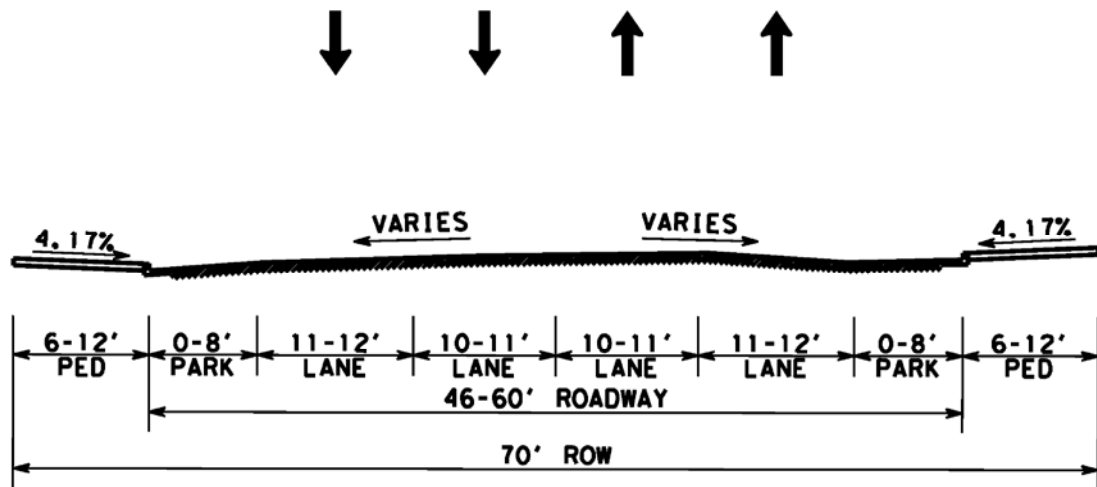 VARIES VARIES
4.17% 4.17%
6-12' 0-8' 11-12' 10-11' 10-11' 11-12' 0-8' 6-12'
PED PARK LANE LANE LANE LANE PARK PED
46-60' ROADWAY
70' ROW